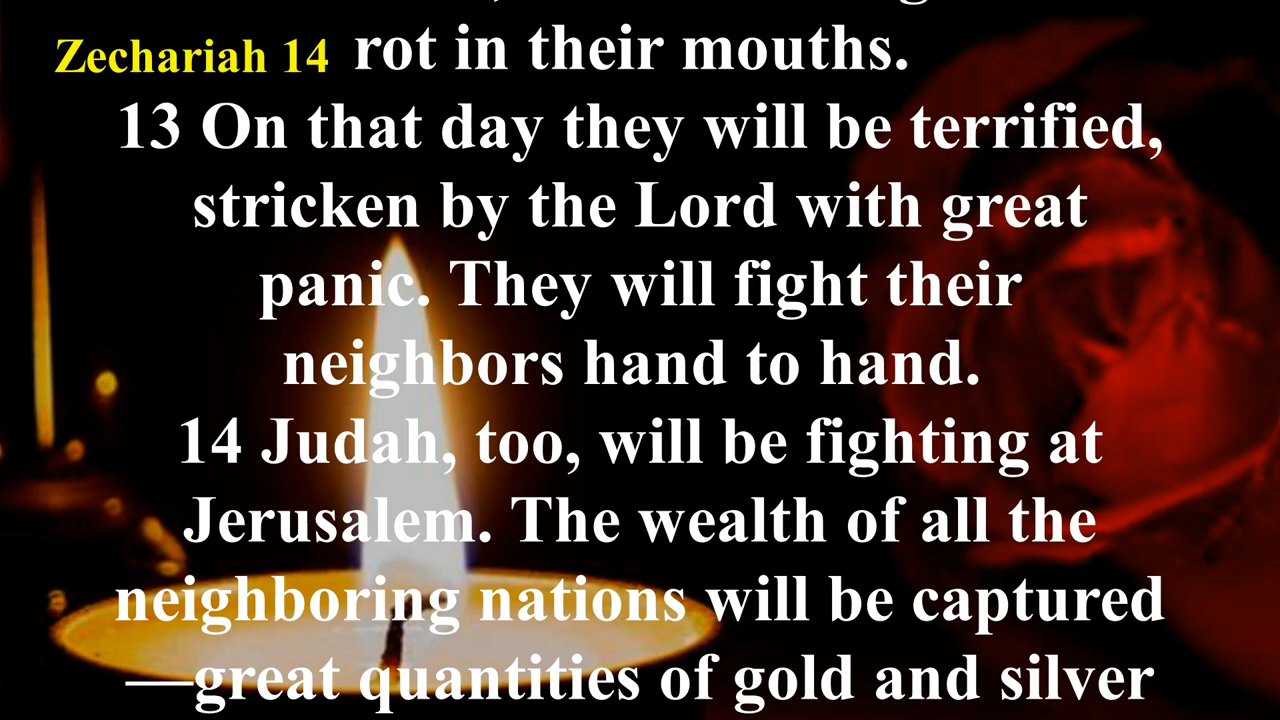 Zechariah 14 rot in their mouths.
13 On that day they will be terrified,
stricken by the Lord with great
panic. They will fight their
neighbors hand to hand.
14 Judah, too, will be fighting at
Jerusalem. The wealth of all the
neighboring nations will be captured
—great quantities of gold and silver